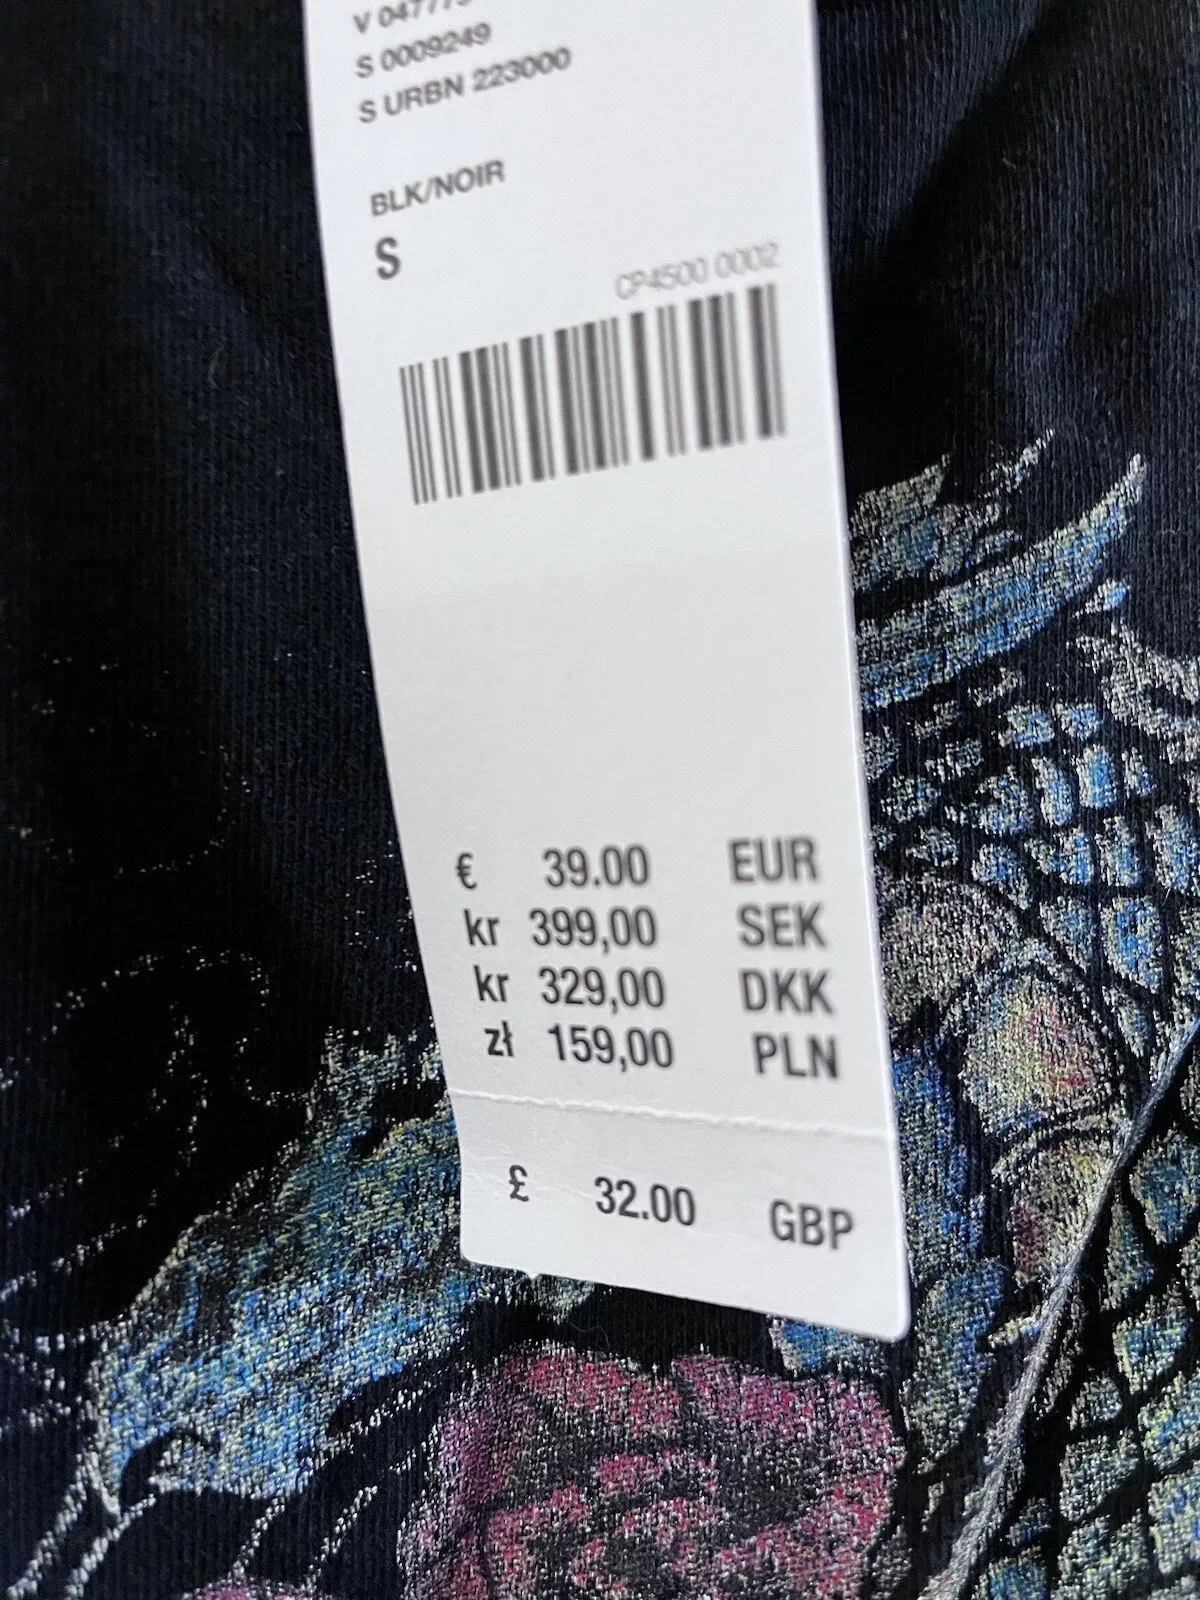 S 0009249
S URBN 223000
BLK/NOIR
S
CP4500 0002
€ 39.00 EUR
kr 399,00 SEK
kr 329,00 DKK
zł 159,00 PLN
£ 32.00 GBP